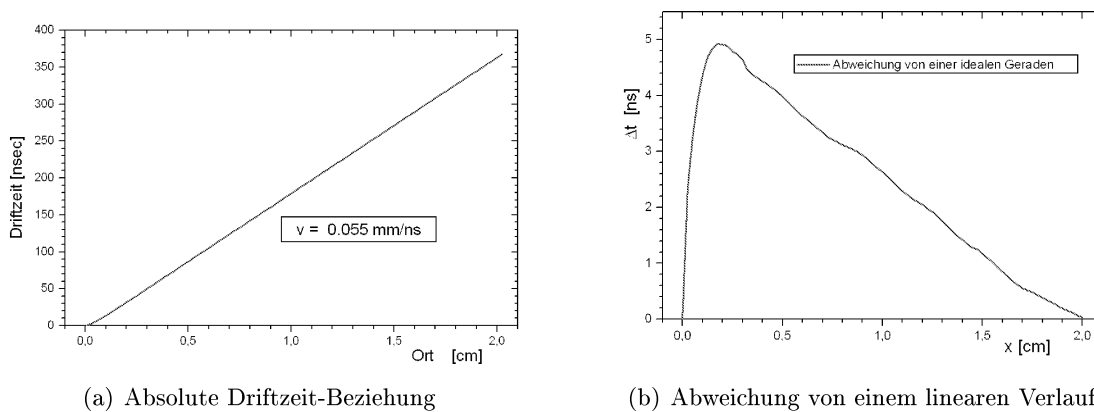 400
350
300
250
200
150
100
50
0
Driftzeit [nsec]
v = 0.055 mm/ns
0,0 0,5 1,0 1,5 2,0
Ort [cm]
(a) Absolute Driftzeit-Beziehung
5
4
3
2
1
0
Δt [ns]
Abweichung von einer idealen Geraden
0,0 0,5 1,0 1,5 2,0
x [cm]
(b) Abweichung von einem linearen Verlauf